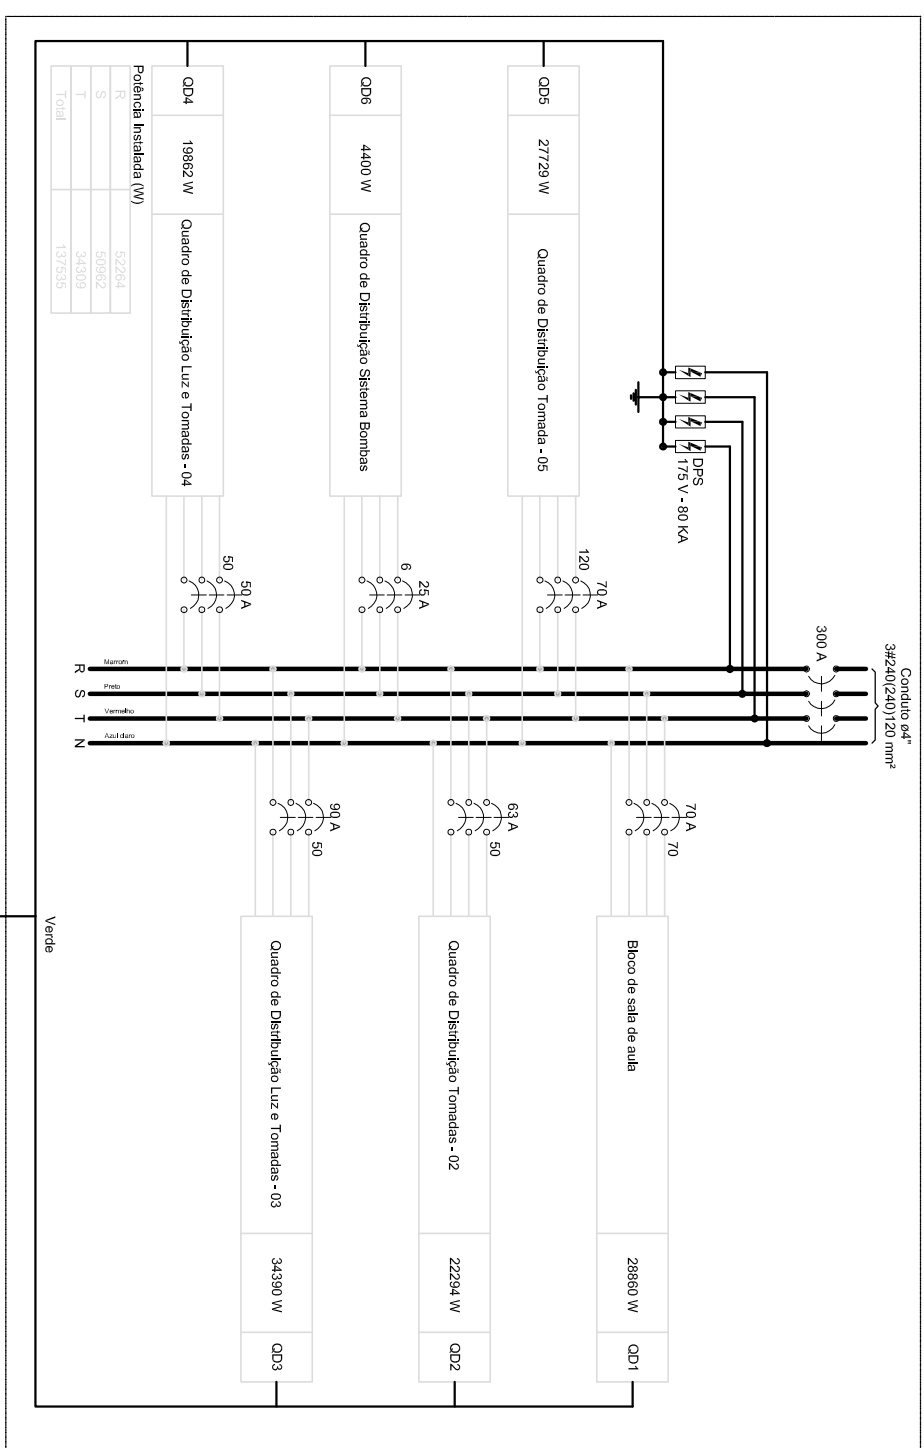 Conduto ø4"
3#240(240)120 mm²
300 A
DPS
175 V - 80 KA
QD5
27729 W
Quadro de Distribuição Tomada - 05
120
70 A
QD6
4400 W
Quadro de Distribuição Sistema Bombas
6
25 A
QD4
19862 W
Quadro de Distribuição Luz e Tomadas - 04
50
50 A
Potência Instalada (W)
R 52264
S 50962
T 34309
Total 137535
R Marrom
S Preto
T Vermelho
N Azul claro
70 A
70
Bloco de sala de aula
28860 W
QD1
63 A
50
Quadro de Distribuição Tomadas - 02
22294 W
QD2
90 A
50
Quadro de Distribuição Luz e Tomadas - 03
34390 W
QD3
Verde